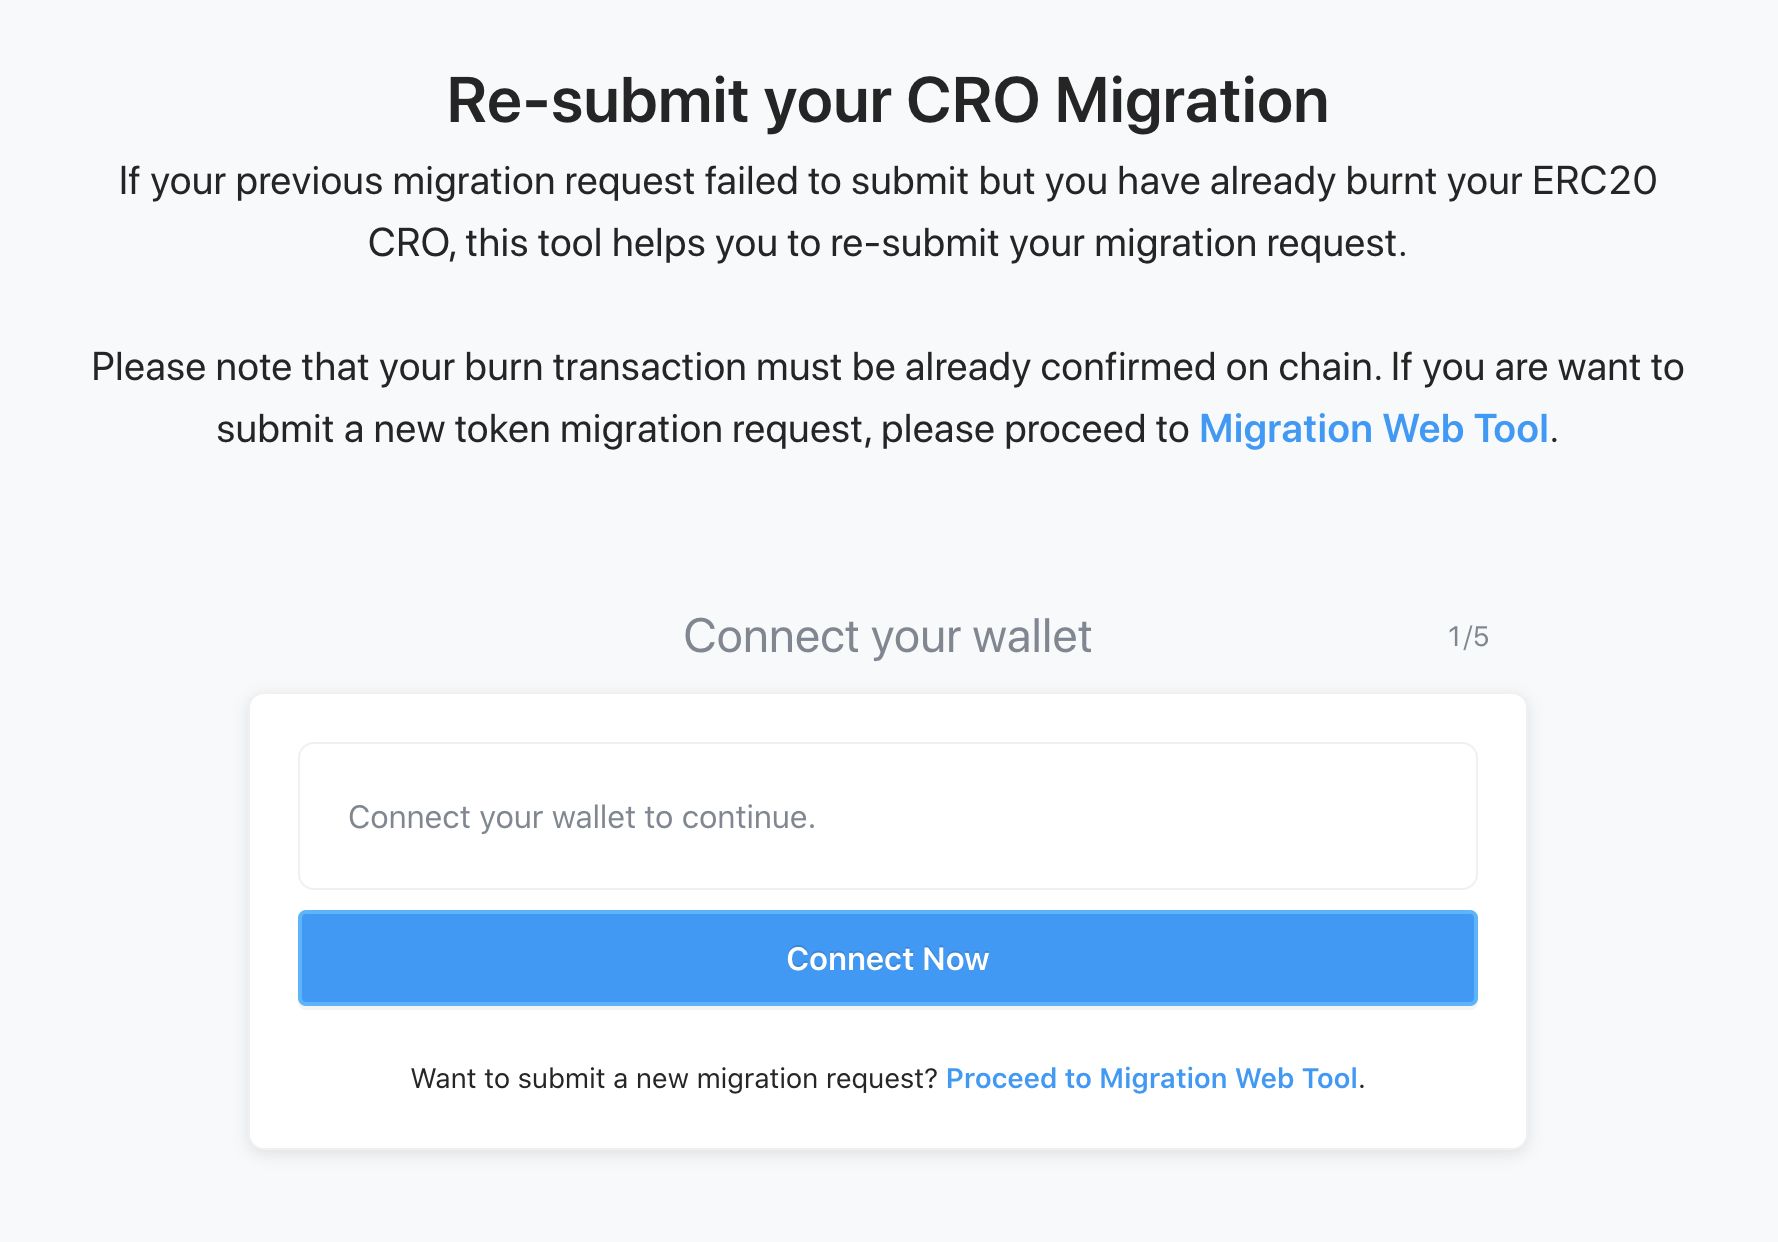 Re-submit your CRO Migration
If your previous migration request failed to submit but you have already burnt your ERC20
CRO, this tool helps you to re-submit your migration request.
Please note that your burn transaction must be already confirmed on chain. If you are want to
submit a new token migration request, please proceed to Migration Web Tool.
Connect your wallet 1/5
Connect your wallet to continue.
Connect Now
Want to submit a new migration request? Proceed to Migration Web Tool.